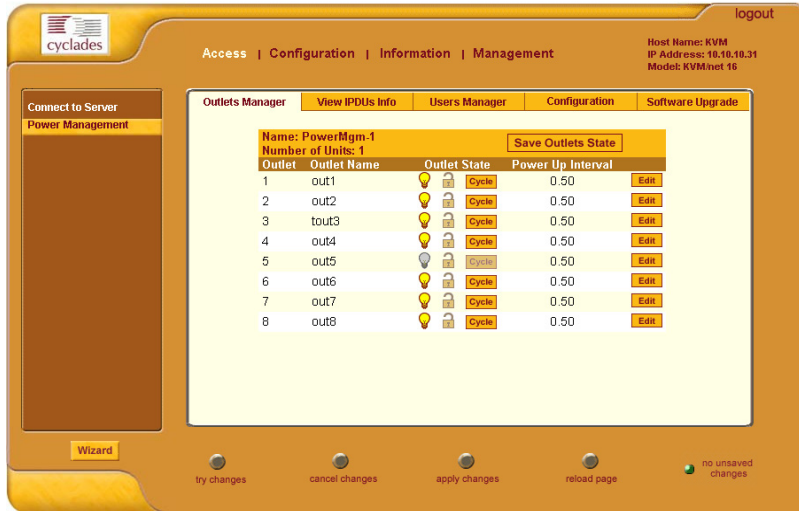 logout
cyclades
Access | Configuration | Information | Management
Host Name: KVM
IP Address: 10.10.10.31
Model: KVM/net 16
Connect to Server
Power Management
Outlets Manager View IPDUs Info Users Manager Configuration Software Upgrade
Name: PowerMgm-1
Number of Units: 1
Save Outlets State
Outlet Outlet Name Outlet State Power Up Interval
1 out1 Cycle 0.50 Edit
2 out2 Cycle 0.50 Edit
3 tout3 Cycle 0.50 Edit
4 out4 Cycle 0.50 Edit
5 out5 Cycle 0.50 Edit
6 out6 Cycle 0.50 Edit
7 out7 Cycle 0.50 Edit
8 out8 Cycle 0.50 Edit
Wizard
try changes cancel changes apply changes reload page no unsaved
changes